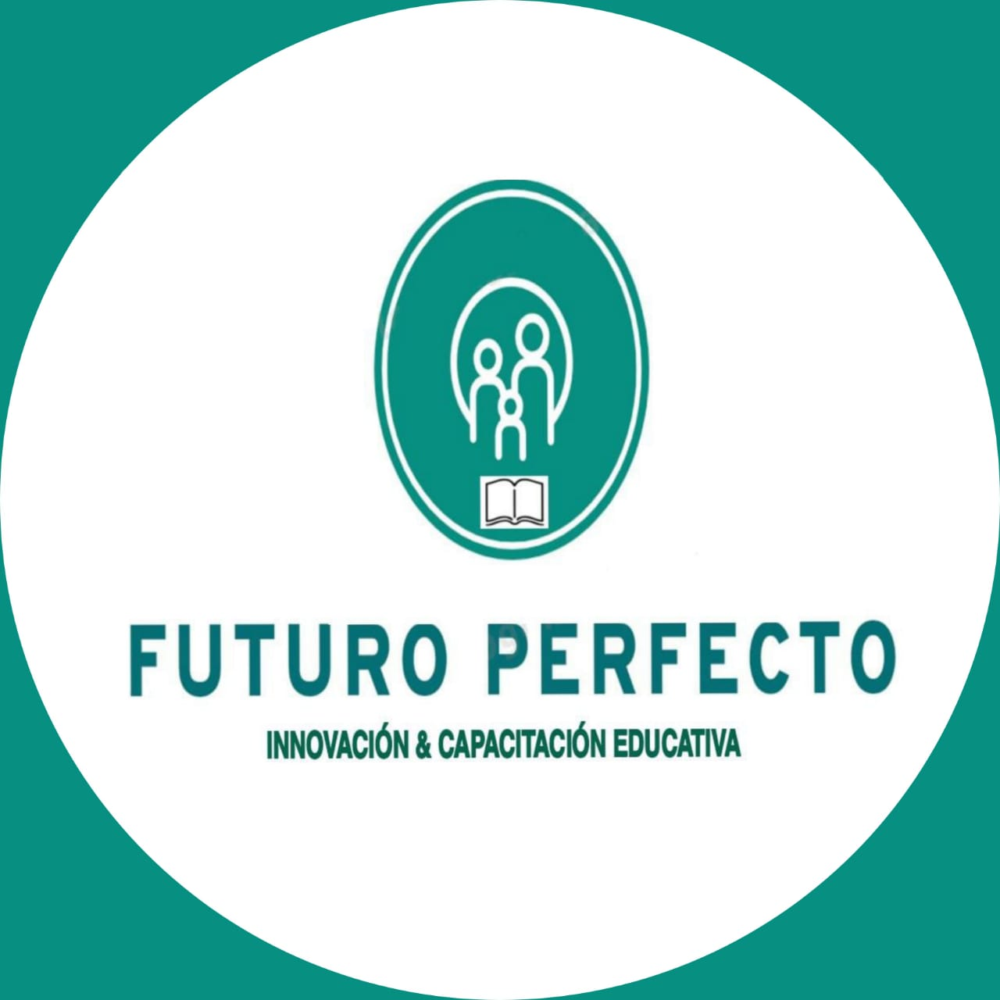 FUTURO PERFECTO
INNOVACIÓN & CAPACITACIÓN EDUCATIVA